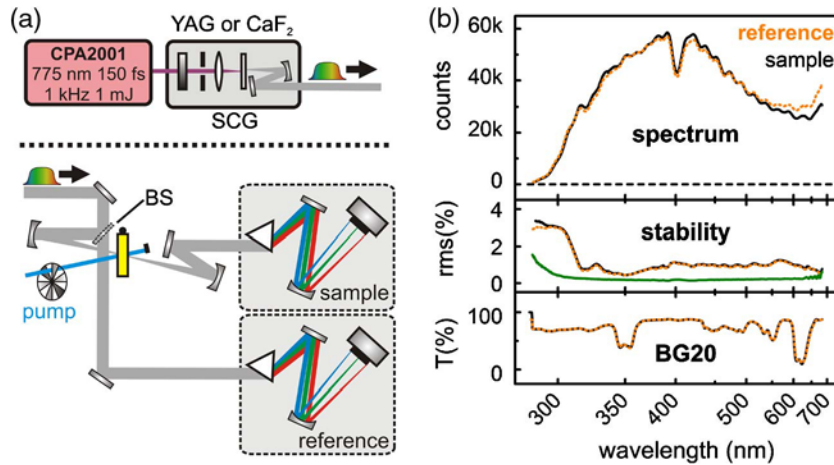 (a)
YAG or CaF₂
CPA2001
775 nm 150 fs
1 kHz 1 mJ
SCG
BS
pump
sample
reference
(b)
60k
40k
20k
0
counts
reference
sample
spectrum
4
2
0
rms(%)
stability
100
0
T(%)
BG20
300
350
400
450
500
600
700
wavelength (nm)